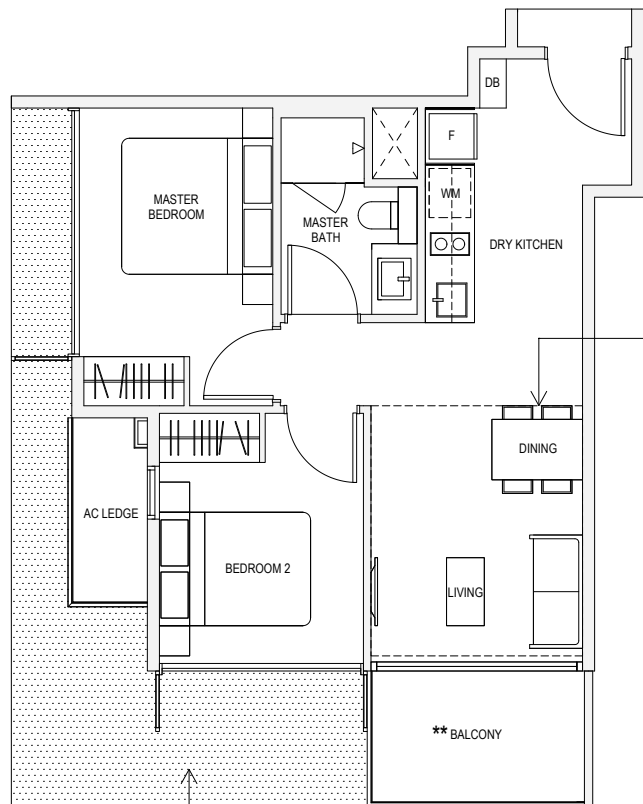 DB
F
MASTER
BEDROOM
WM
MASTER
BATH
DRY KITCHEN
DINING
AC LEDGE
BEDROOM 2
LIVING
** BALCONY